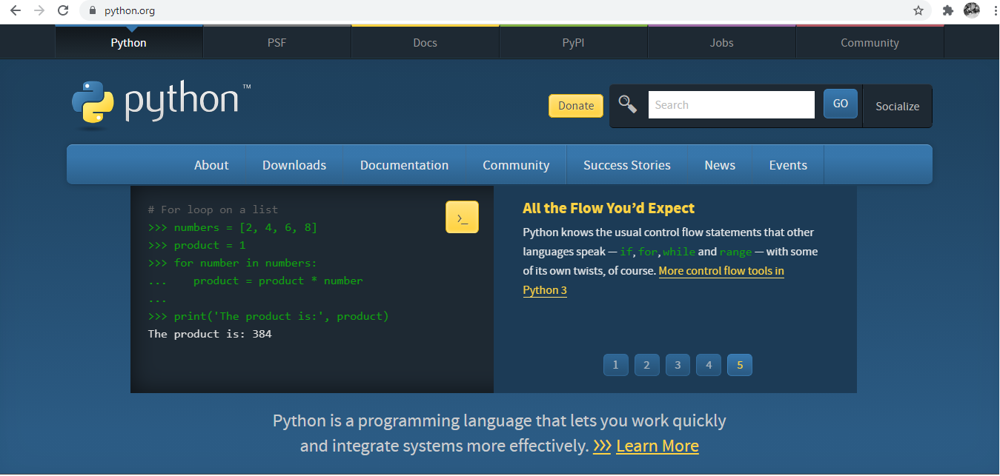 python.org
Python PSF Docs PyPI Jobs Community
python™
Donate Search GO Socialize
About Downloads Documentation Community Success Stories News Events
# For loop on a list
>>> numbers = [2, 4, 6, 8]
>>> product = 1
>>> for number in numbers:
...    product = product * number
...
>>> print('The product is:', product)
The product is: 384
>_
All the Flow You’d Expect
Python knows the usual control flow statements that other
languages speak — if, for, while and range — with some
of its own twists, of course. More control flow tools in
Python 3
1 2 3 4 5
Python is a programming language that lets you work quickly
and integrate systems more effectively. >>> Learn More